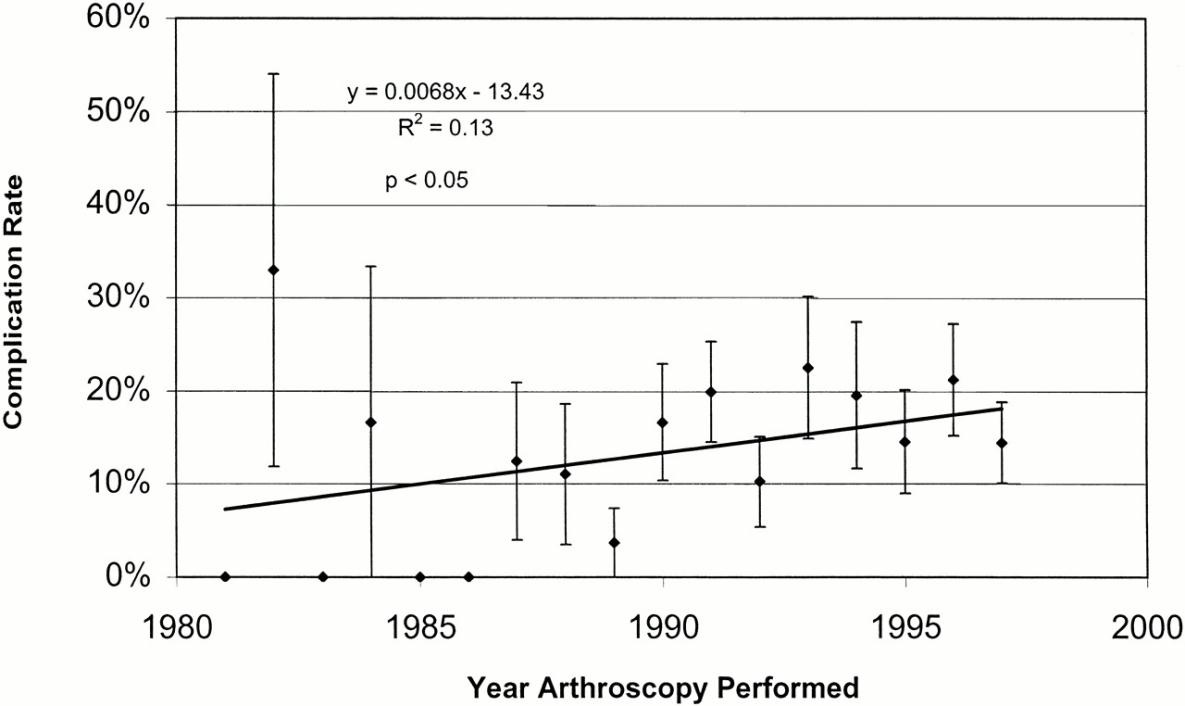 60%
50%
40%
30%
20%
10%
0%
Complication Rate
y = 0.0068x - 13.43
R² = 0.13
p < 0.05
1980 1985 1990 1995 2000
Year Arthroscopy Performed